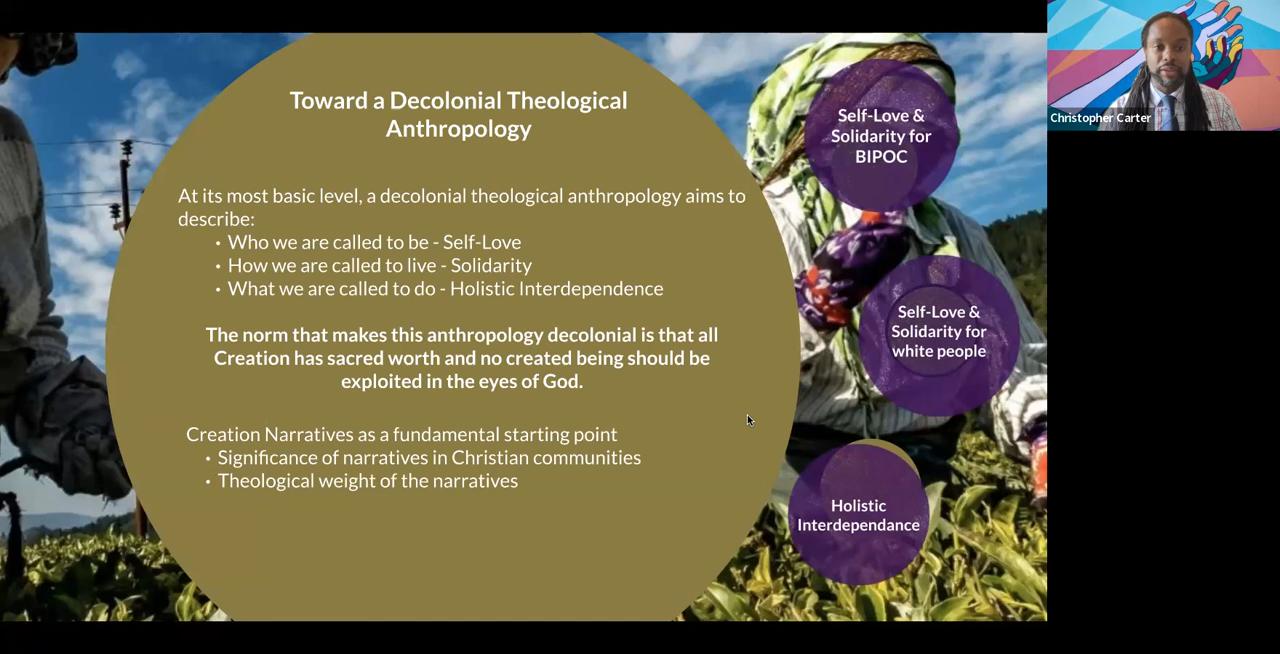 Toward a Decolonial Theological
Anthropology
At its most basic level, a decolonial theological anthropology aims to
describe:
• Who we are called to be - Self-Love
• How we are called to live - Solidarity
• What we are called to do - Holistic Interdependence
The norm that makes this anthropology decolonial is that all
Creation has sacred worth and no created being should be
exploited in the eyes of God.
Creation Narratives as a fundamental starting point
• Significance of narratives in Christian communities
• Theological weight of the narratives
Self-Love &
Solidarity for
BIPOC
Self-Love &
Solidarity for
white people
Holistic
Interdependance
Christopher Carter